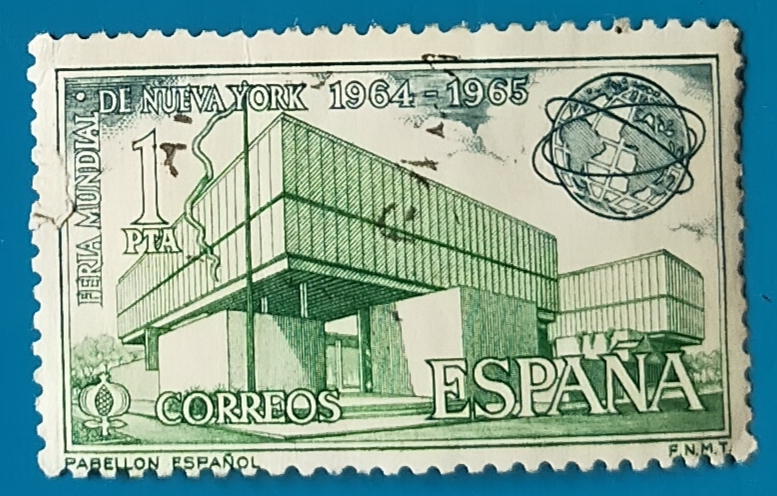 FERIA MUNDIAL · DE NUEVA YORK 1964-1965
1
PTA
CORREOS
ESPAÑA
PABELLON ESPAÑOL
F.N.M.T.